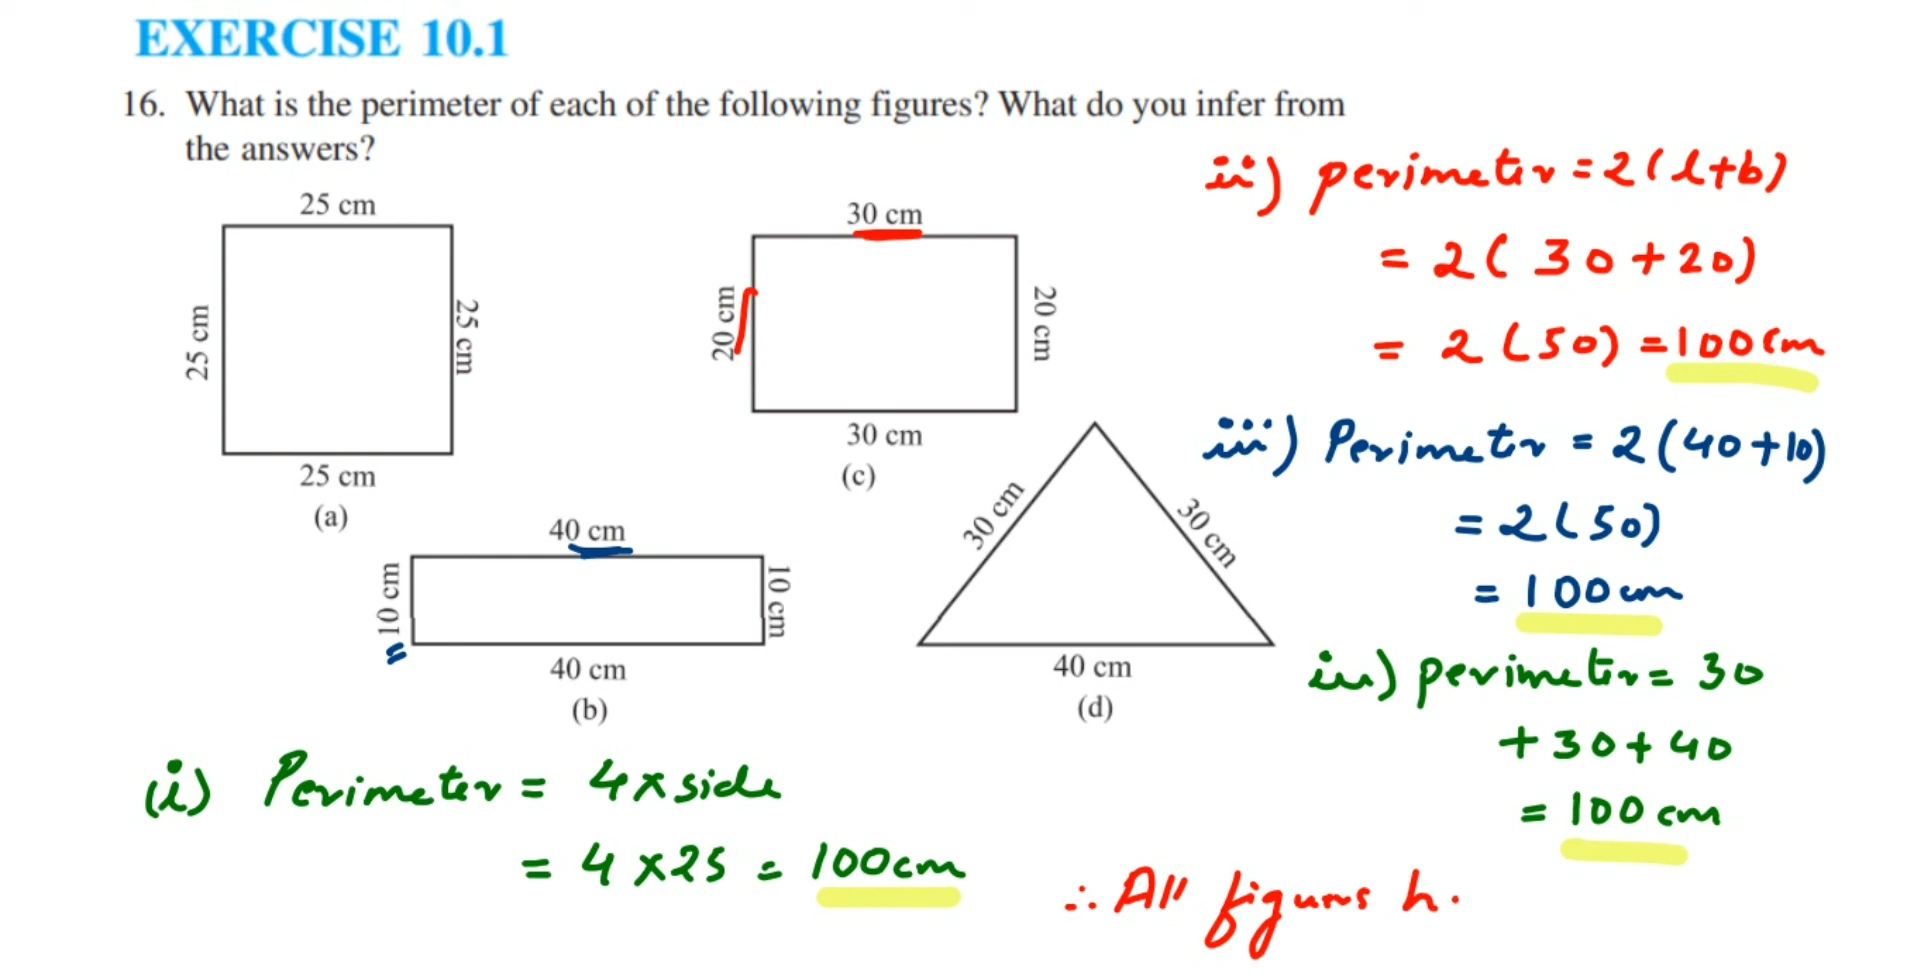 EXERCISE 10.1
16. What is the perimeter of each of the following figures? What do you infer from
the answers?
25 cm
25 cm
25 cm
25 cm
(a)
30 cm
20 cm
20 cm
30 cm
(c)
40 cm
10 cm
10 cm
40 cm
(b)
30 cm
30 cm
40 cm
(d)
(i) Perimeter = 4 × side
= 4 × 25 = 100cm
ii) perimeter = 2(l+b)
= 2( 30+20)
= 2(50) = 100cm
iii) Perimeter = 2(40+10)
= 2(50)
= 100cm
iv) perimeter = 30
+30+40
= 100cm
∴ All figures h.